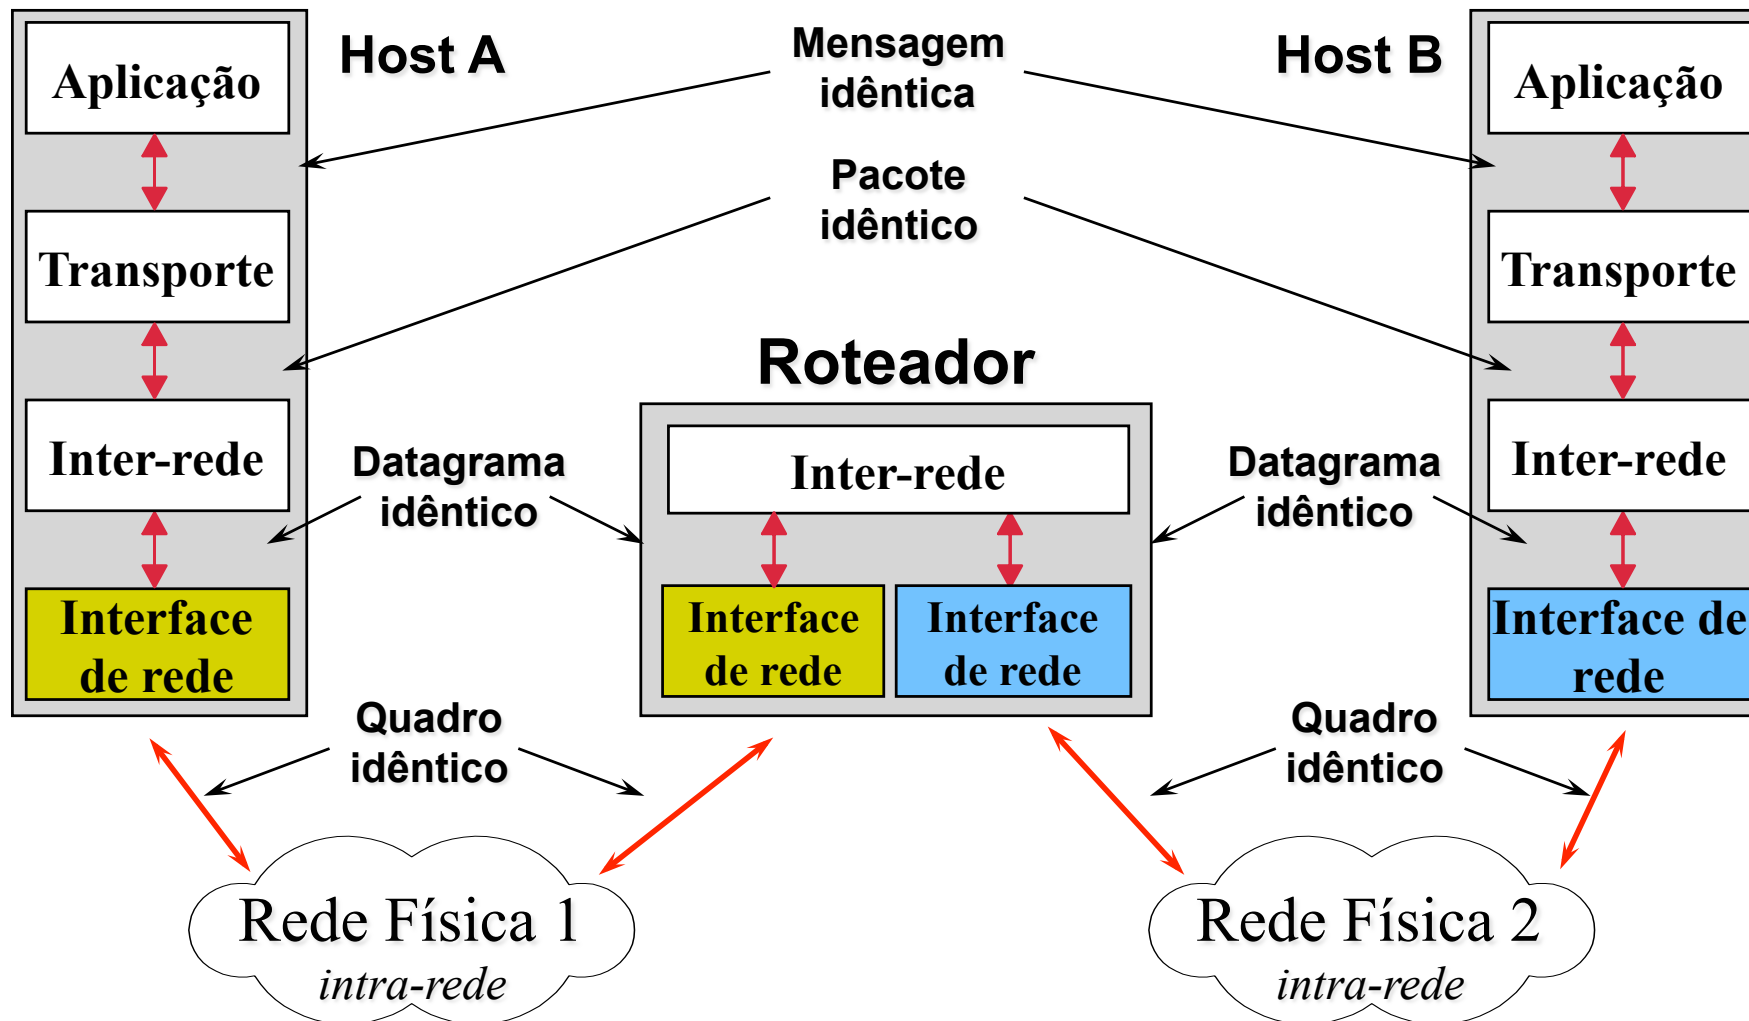 Host A
Aplicação
Transporte
Inter-rede
Interface
de rede
Mensagem
idêntica
Pacote
idêntico
Datagrama
idêntico
Quadro
idêntico
Roteador
Inter-rede
Interface
de rede
Interface
de rede
Datagrama
idêntico
Quadro
idêntico
Host B
Aplicação
Transporte
Inter-rede
Interface de
rede
Rede Física 1
intra-rede
Rede Física 2
intra-rede